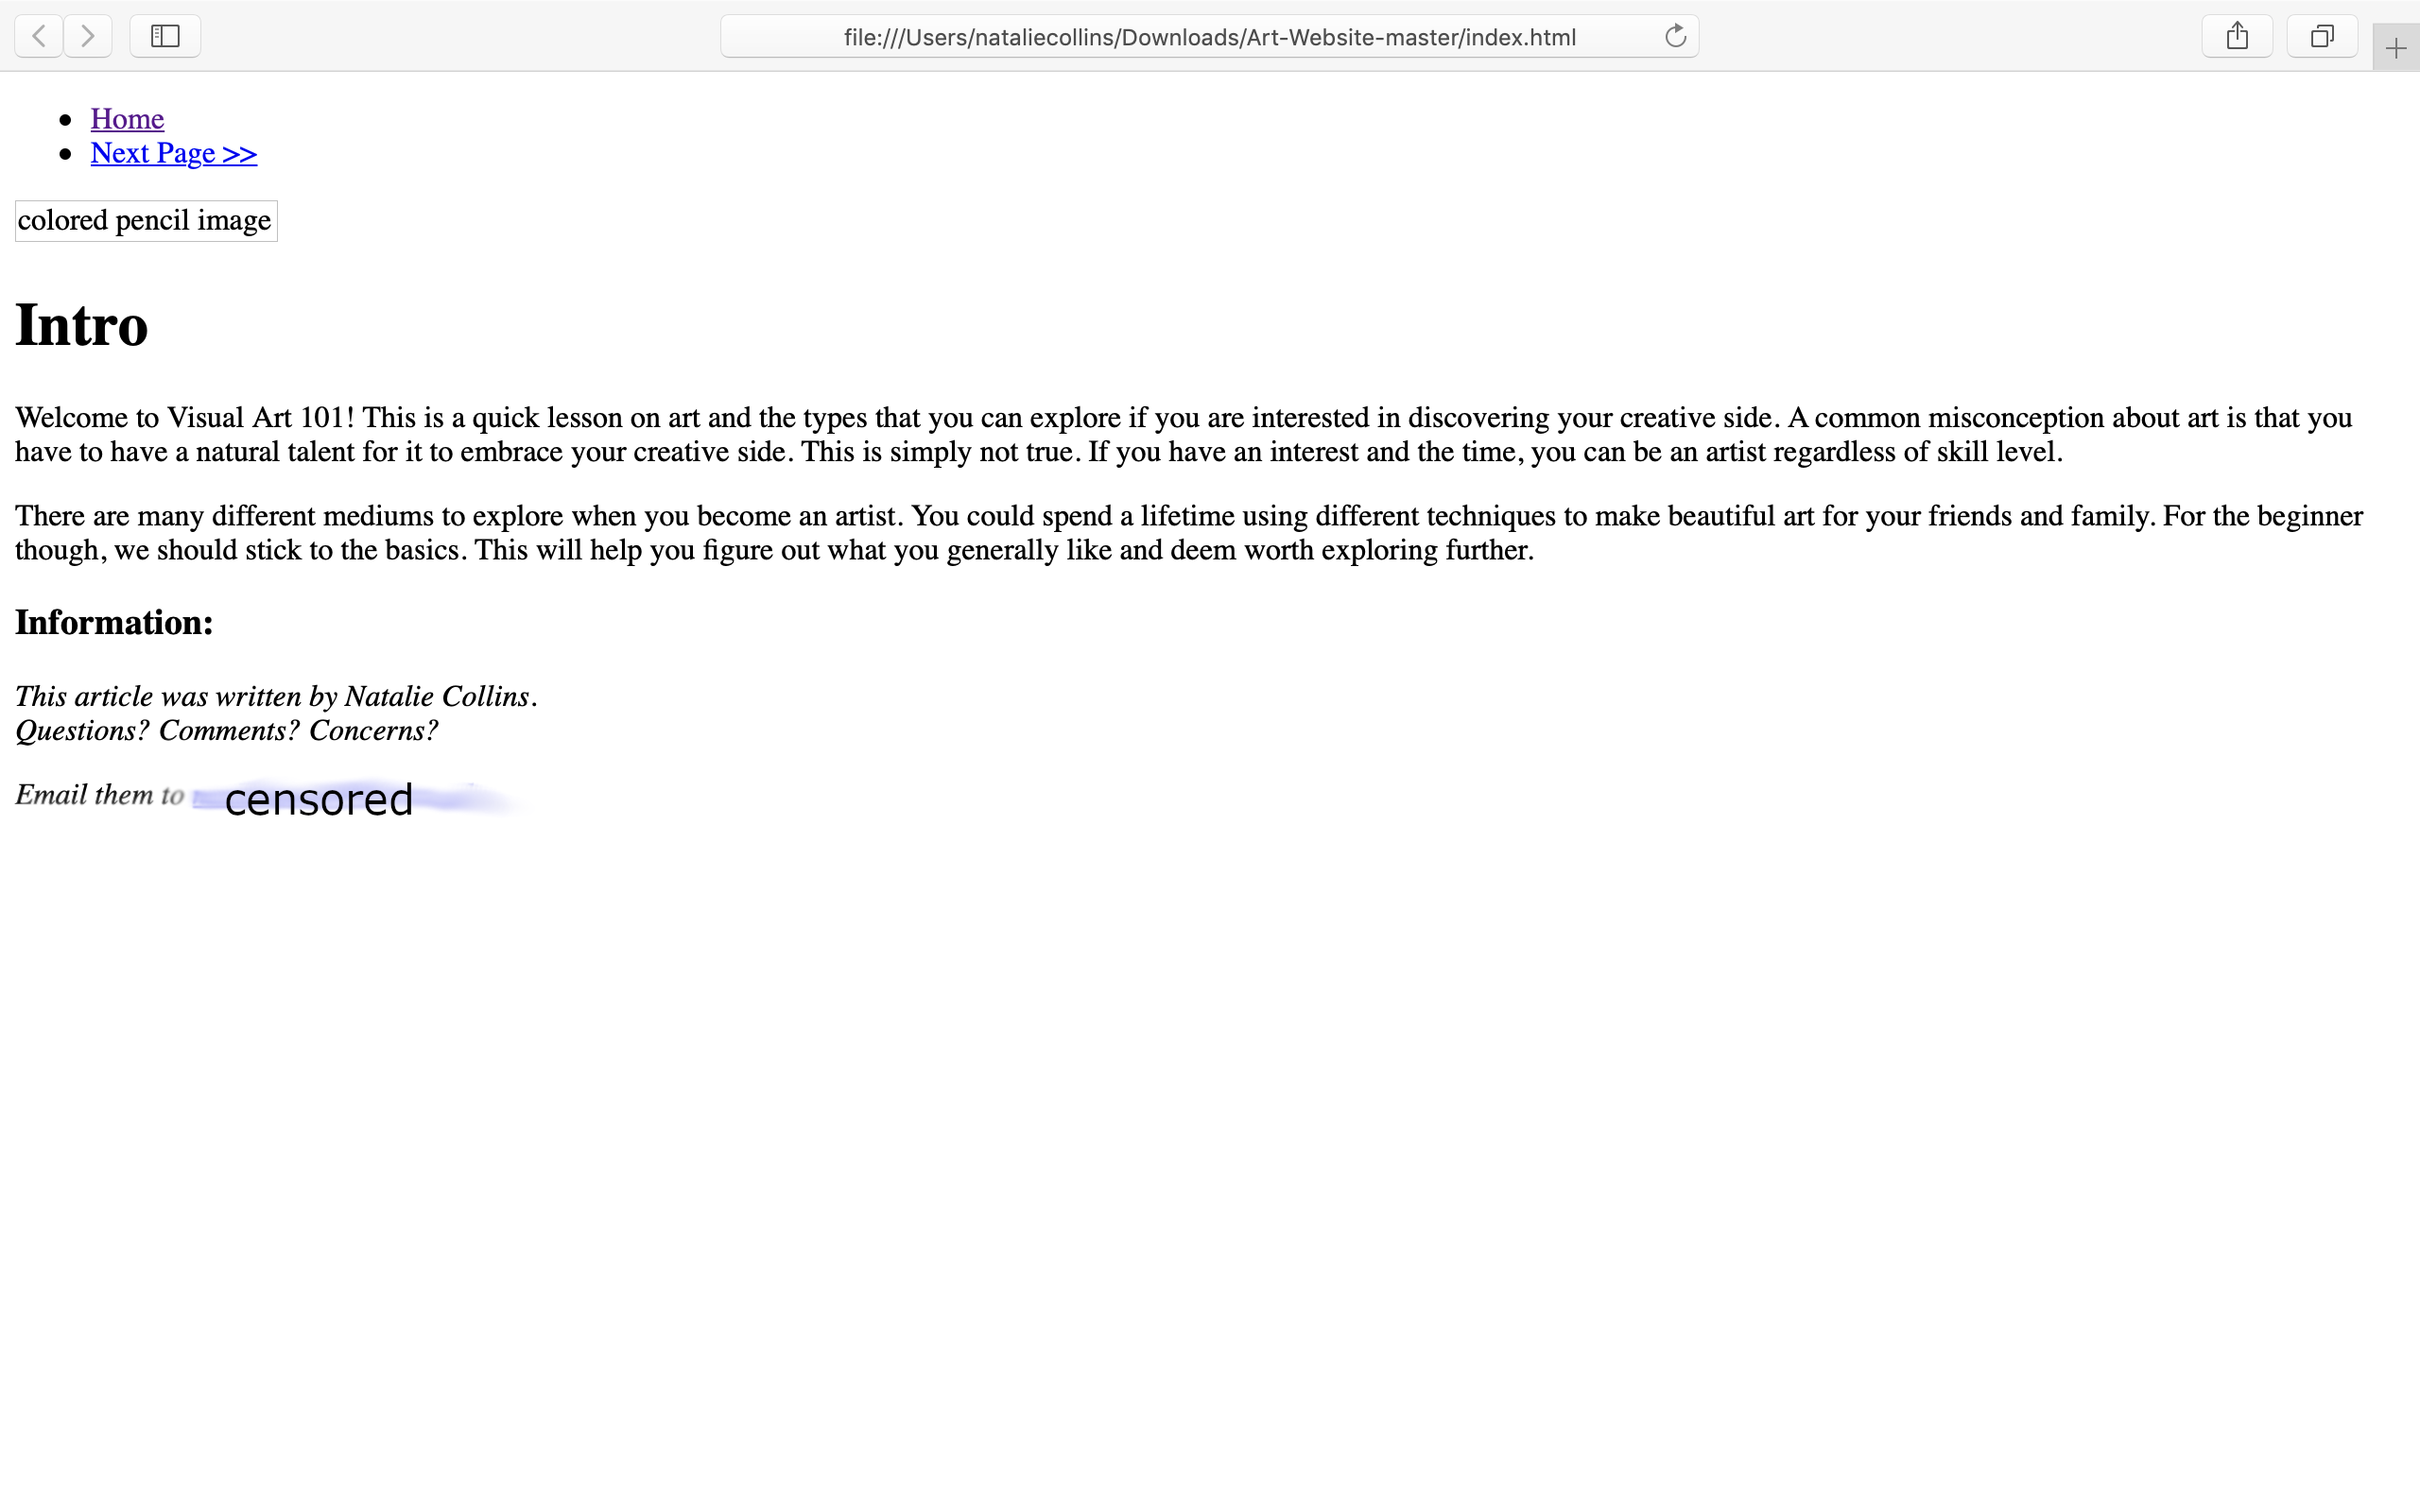 file:///Users/nataliecollins/Downloads/Art-Website-master/index.html
Home
Next Page >>
colored pencil image
Intro
Welcome to Visual Art 101! This is a quick lesson on art and the types that you can explore if you are interested in discovering your creative side. A common misconception about art is that you
have to have a natural talent for it to embrace your creative side. This is simply not true. If you have an interest and the time, you can be an artist regardless of skill level.
There are many different mediums to explore when you become an artist. You could spend a lifetime using different techniques to make beautiful art for your friends and family. For the beginner
though, we should stick to the basics. This will help you figure out what you generally like and deem worth exploring further.
Information:
This article was written by Natalie Collins.
Questions? Comments? Concerns?
Email them to censored